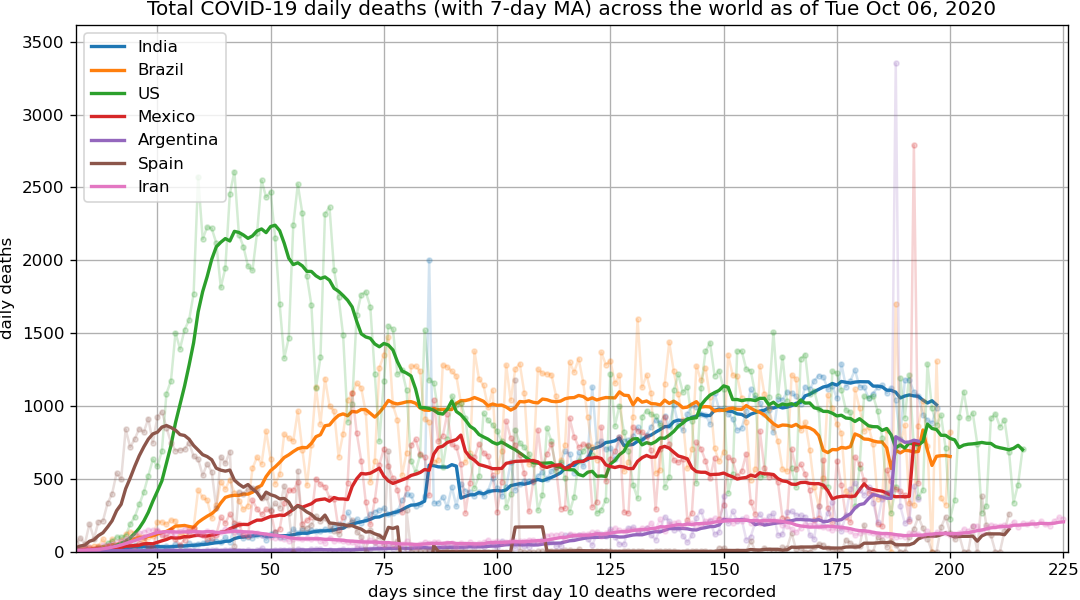 Total COVID-19 daily deaths (with 7-day MA) across the world as of Tue Oct 06, 2020
3500
3000
2500
2000
1500
1000
500
0
daily deaths
India
Brazil
US
Mexico
Argentina
Spain
Iran
25 50 75 100 125 150 175 200 225
days since the first day 10 deaths were recorded